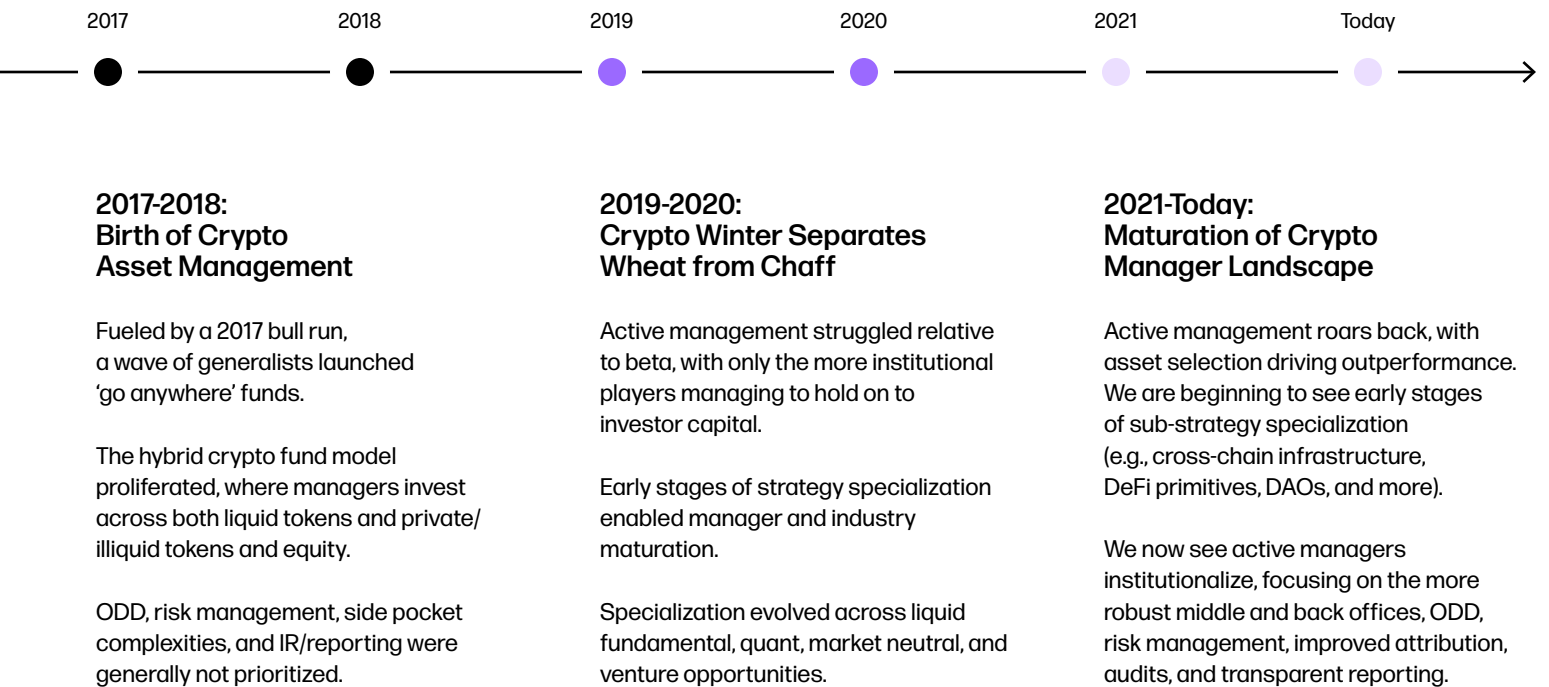 2017
2018
2019
2020
2021
Today
2017-2018:
Birth of Crypto
Asset Management
Fueled by a 2017 bull run,
a wave of generalists launched
‘go anywhere’ funds.
The hybrid crypto fund model
proliferated, where managers invest
across both liquid tokens and private/
illiquid tokens and equity.
ODD, risk management, side pocket
complexities, and IR/reporting were
generally not prioritized.
2019-2020:
Crypto Winter Separates
Wheat from Chaff
Active management struggled relative
to beta, with only the more institutional
players managing to hold on to
investor capital.
Early stages of strategy specialization
enabled manager and industry
maturation.
Specialization evolved across liquid
fundamental, quant, market neutral, and
venture opportunities.
2021-Today:
Maturation of Crypto
Manager Landscape
Active management roars back, with
asset selection driving outperformance.
We are beginning to see early stages
of sub-strategy specialization
(e.g., cross-chain infrastructure,
DeFi primitives, DAOs, and more).
We now see active managers
institutionalize, focusing on the more
robust middle and back offices, ODD,
risk management, improved attribution,
audits, and transparent reporting.